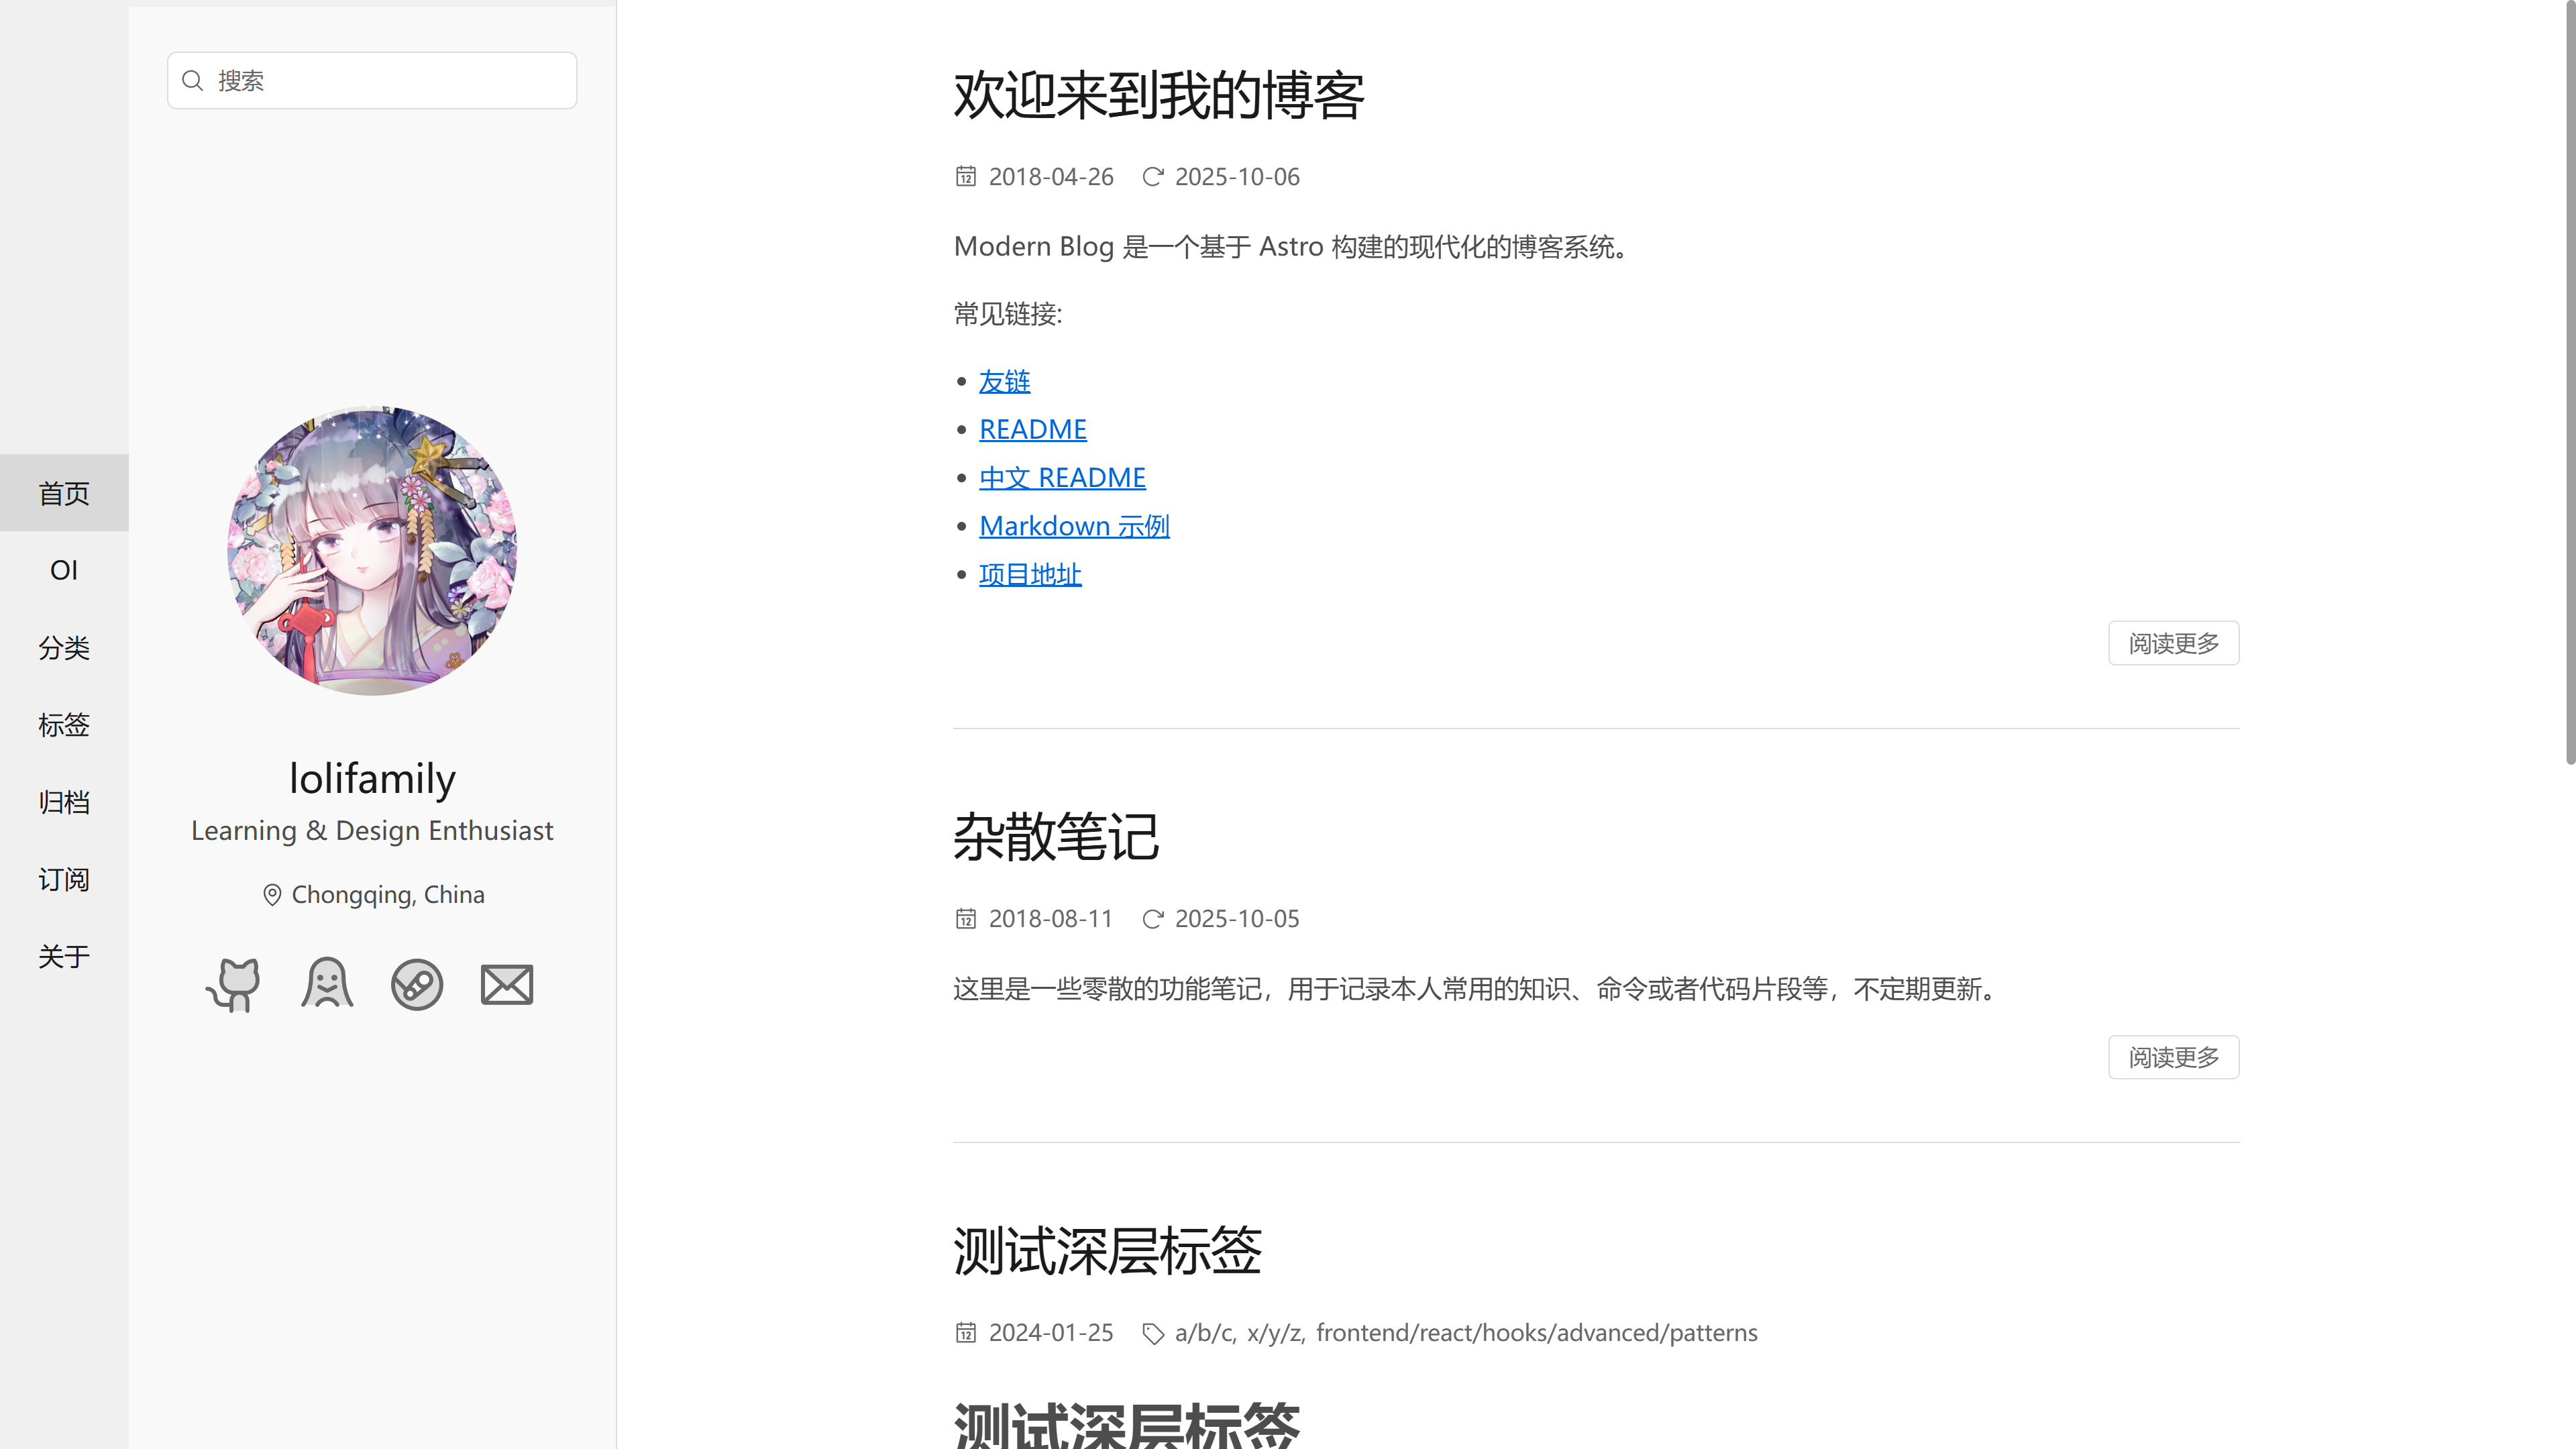 搜索
首页
OI
分类
标签
归档
订阅
关于
lolifamily
Learning & Design Enthusiast
Chongqing, China
欢迎来到我的博客
2018-04-26 2025-10-06
Modern Blog 是一个基于 Astro 构建的现代化的博客系统。
常见链接:
友链
README
中文 README
Markdown 示例
项目地址
阅读更多
杂散笔记
2018-08-11 2025-10-05
这里是一些零散的功能笔记，用于记录本人常用的知识、命令或者代码片段等，不定期更新。
阅读更多
测试深层标签
2024-01-25 a/b/c, x/y/z, frontend/react/hooks/advanced/patterns
测试深层标签